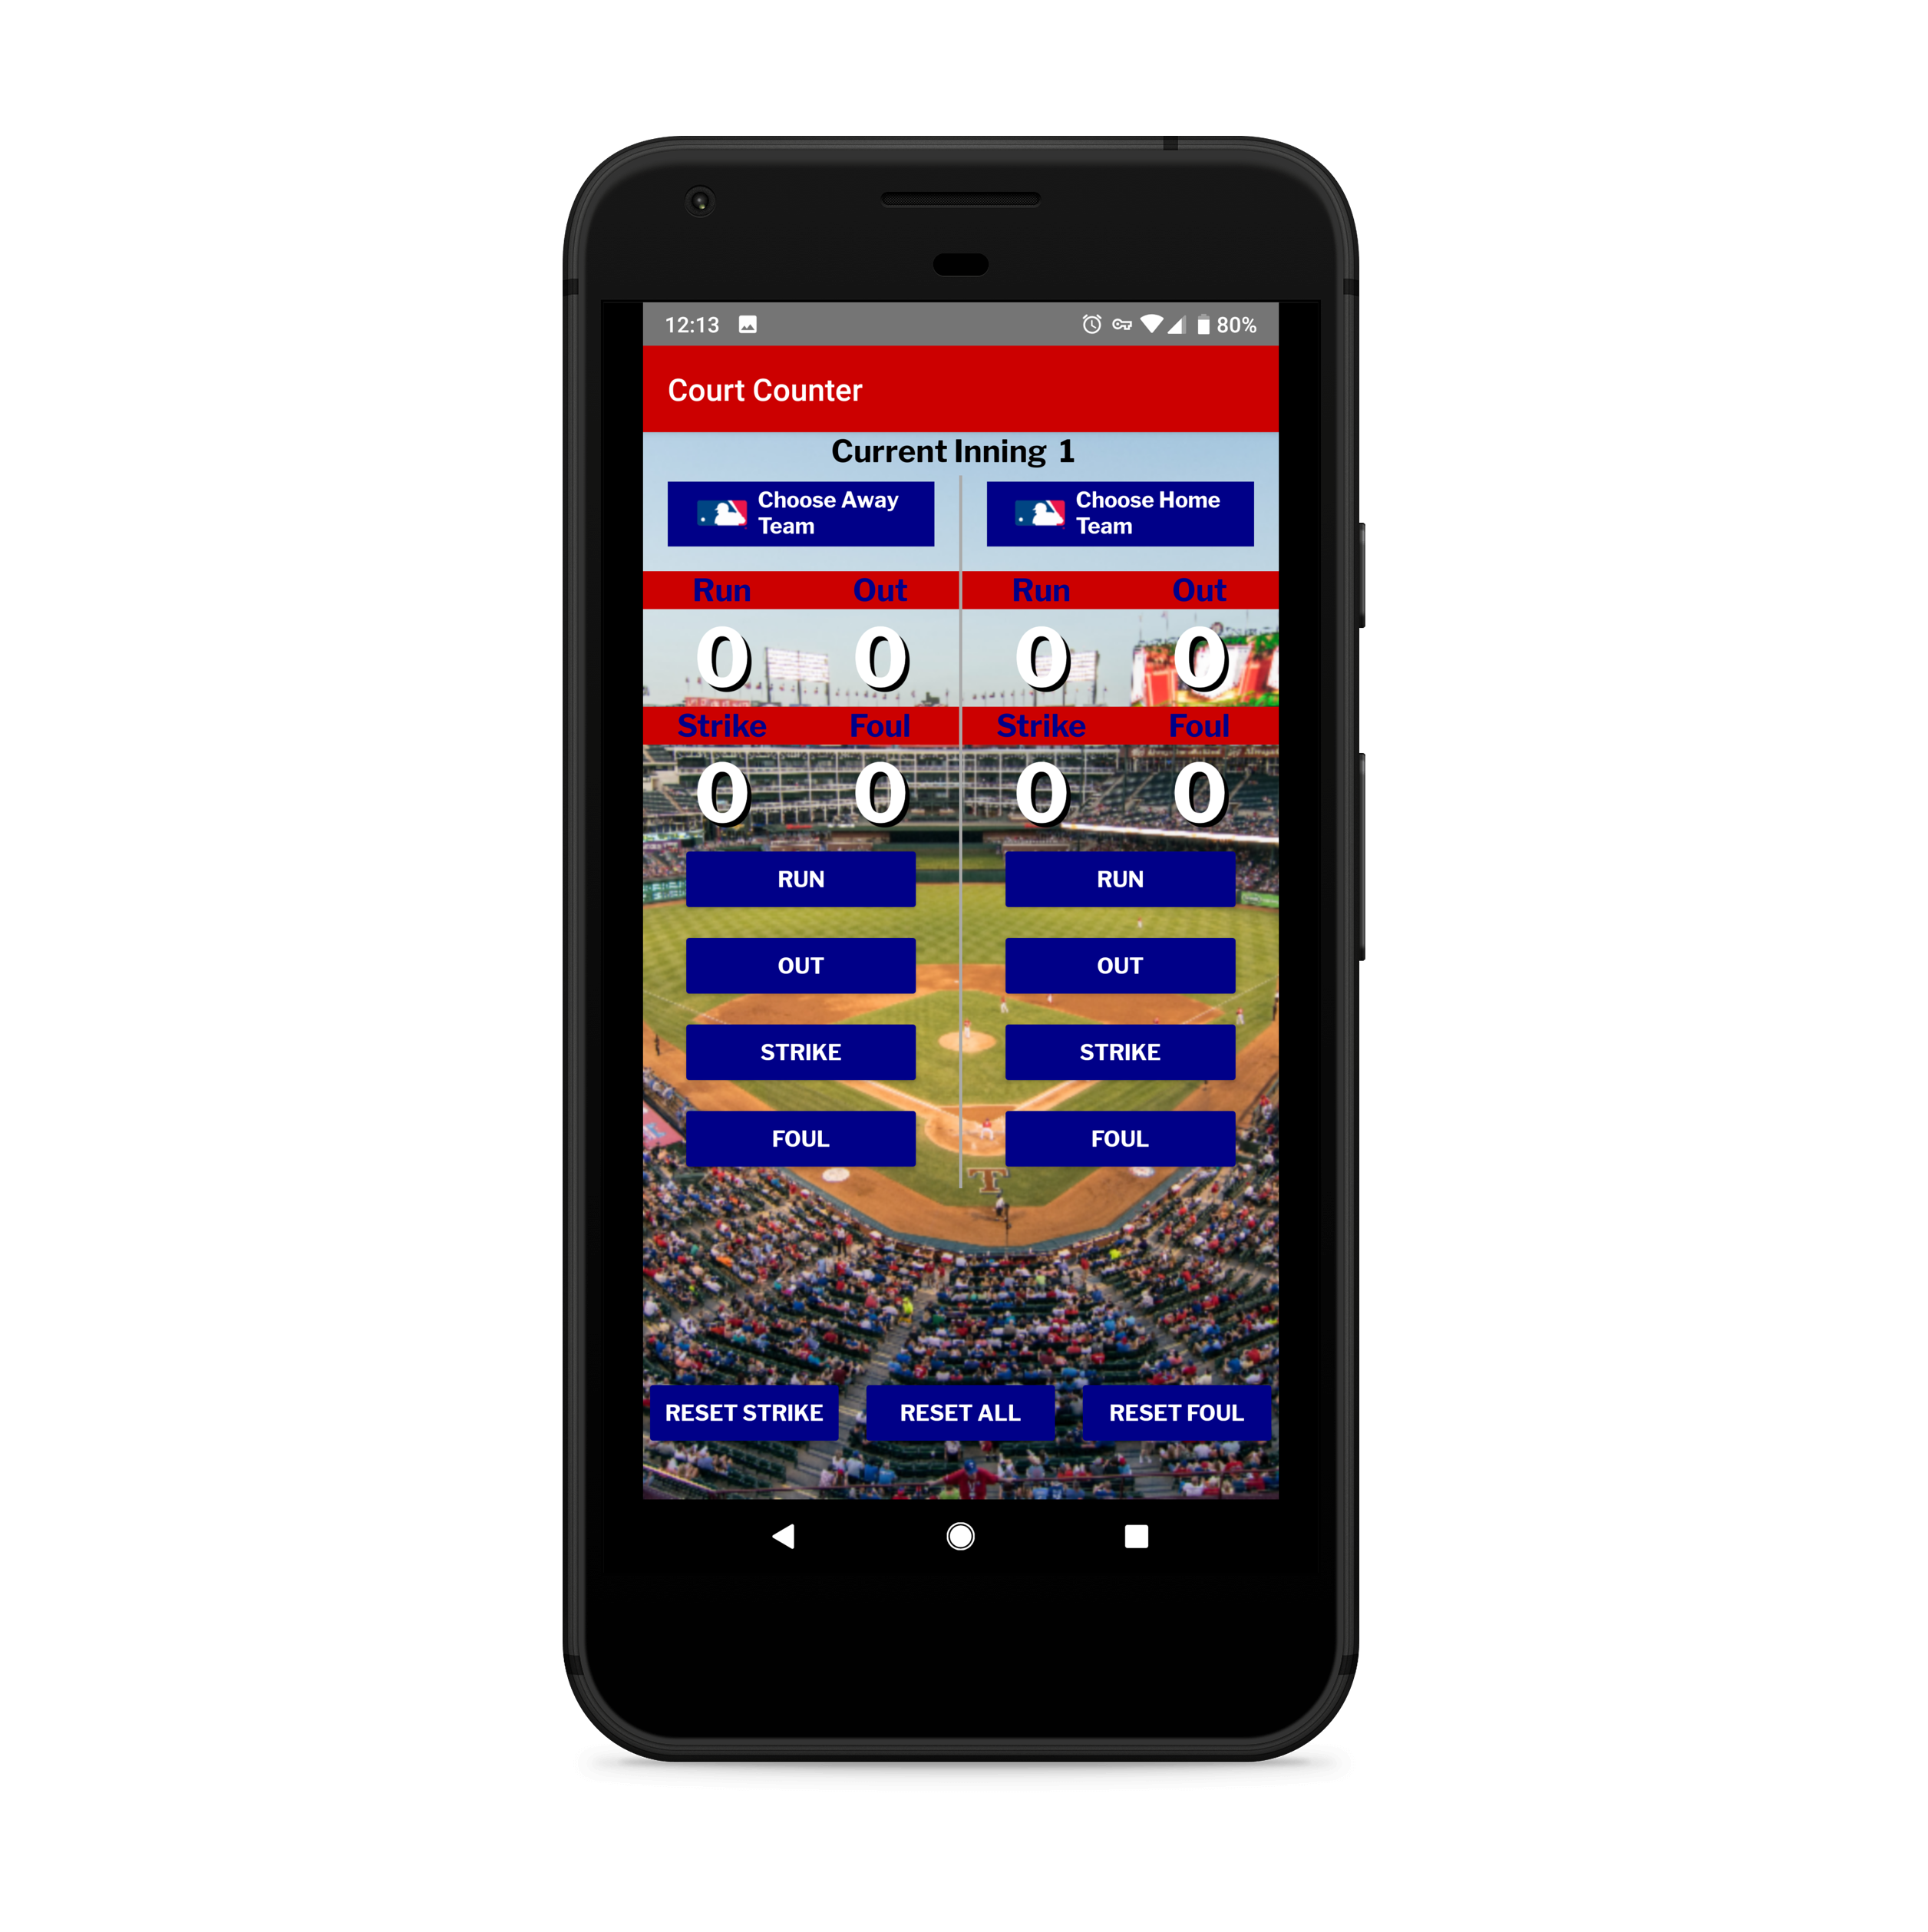 12:13 80%
Court Counter
Current Inning 1
Choose Away
Team
Choose Home
Team
Run Out Run Out
0 0 0 0
Strike Foul Strike Foul
0 0 0 0
RUN RUN
OUT OUT
STRIKE STRIKE
FOUL FOUL
T
RESET STRIKE RESET ALL RESET FOUL